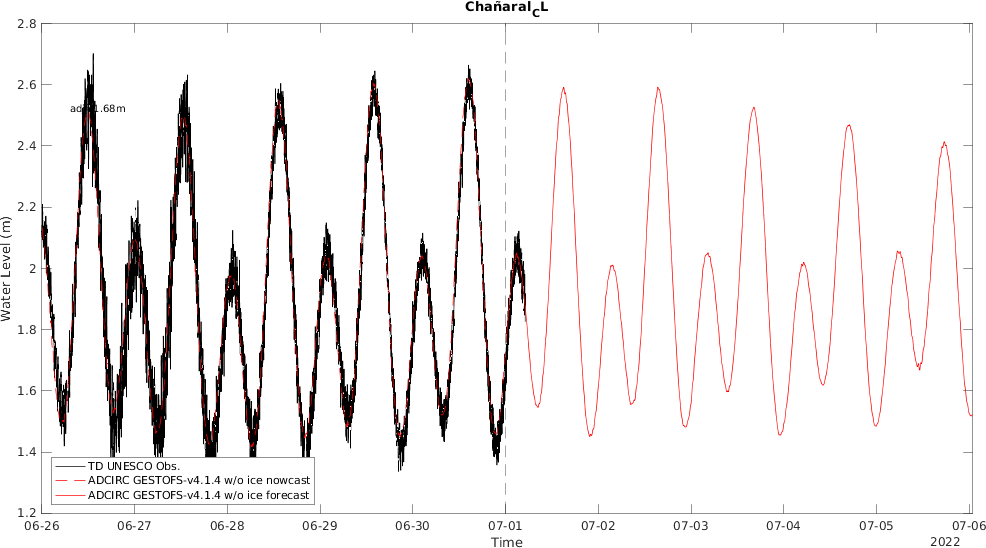 Chañaral_CL
2.8
2.6
2.4
2.2
2
1.8
1.6
1.4
1.2
Water Level (m)
1.68m
TD UNESCO Obs.
ADCIRC GESTOFS-v4.1.4 w/o ice nowcast
ADCIRC GESTOFS-v4.1.4 w/o ice forecast
06-26 06-27 06-28 06-29 06-30 07-01 07-02 07-03 07-04 07-05 07-06
Time
2022